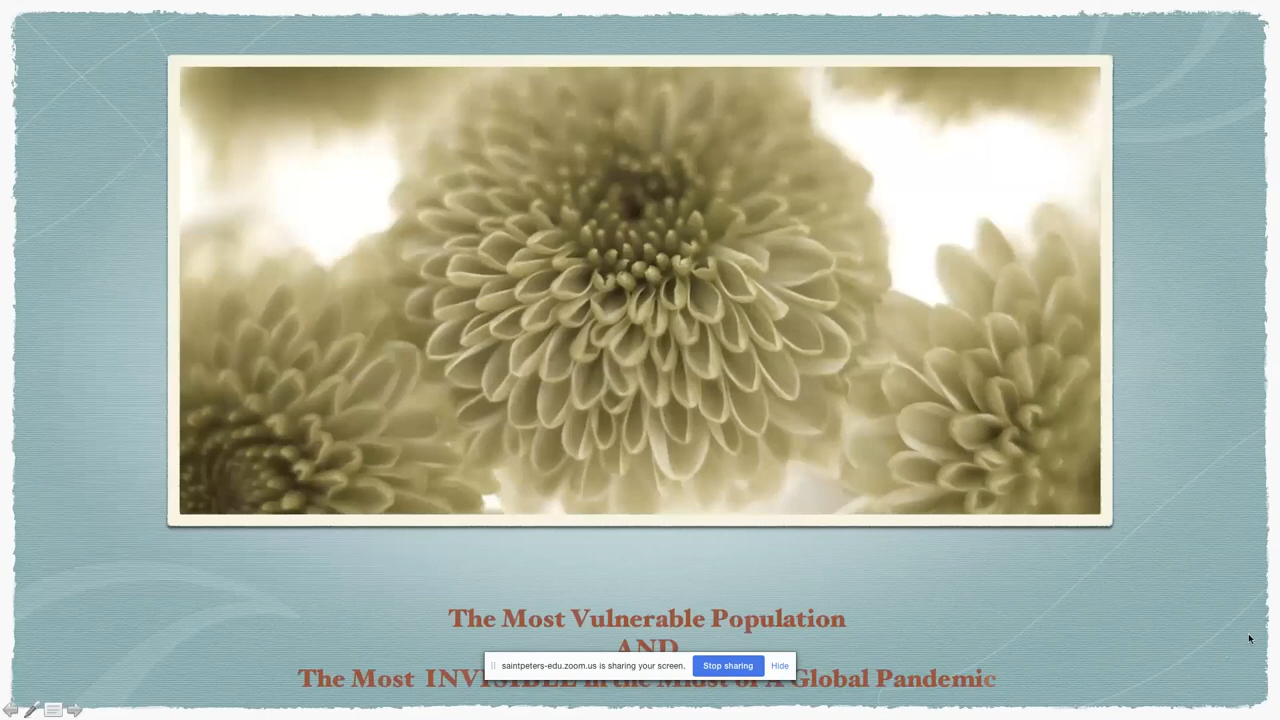 The Most Vulnerable Population
AND
saintpeters-edu.zoom.us is sharing your screen. Stop sharing Hide
The Most INVISIBLE in the Midst of A Global Pandemic